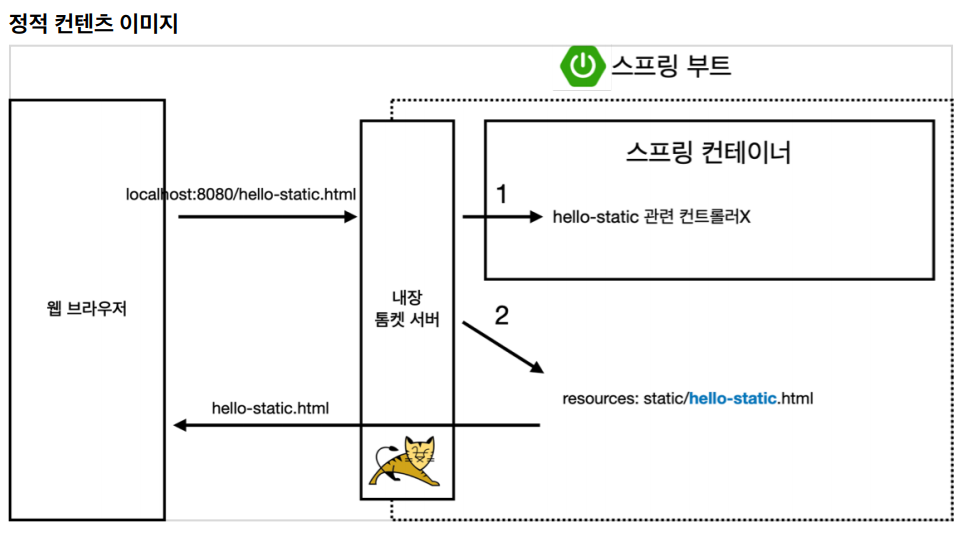 정적 컨텐츠 이미지
스프링 부트
스프링 컨테이너
localhost:8080/hello-static.html
1
hello-static 관련 컨트롤러X
웹 브라우저
내장
톰켓 서버
2
resources: static/hello-static.html
hello-static.html